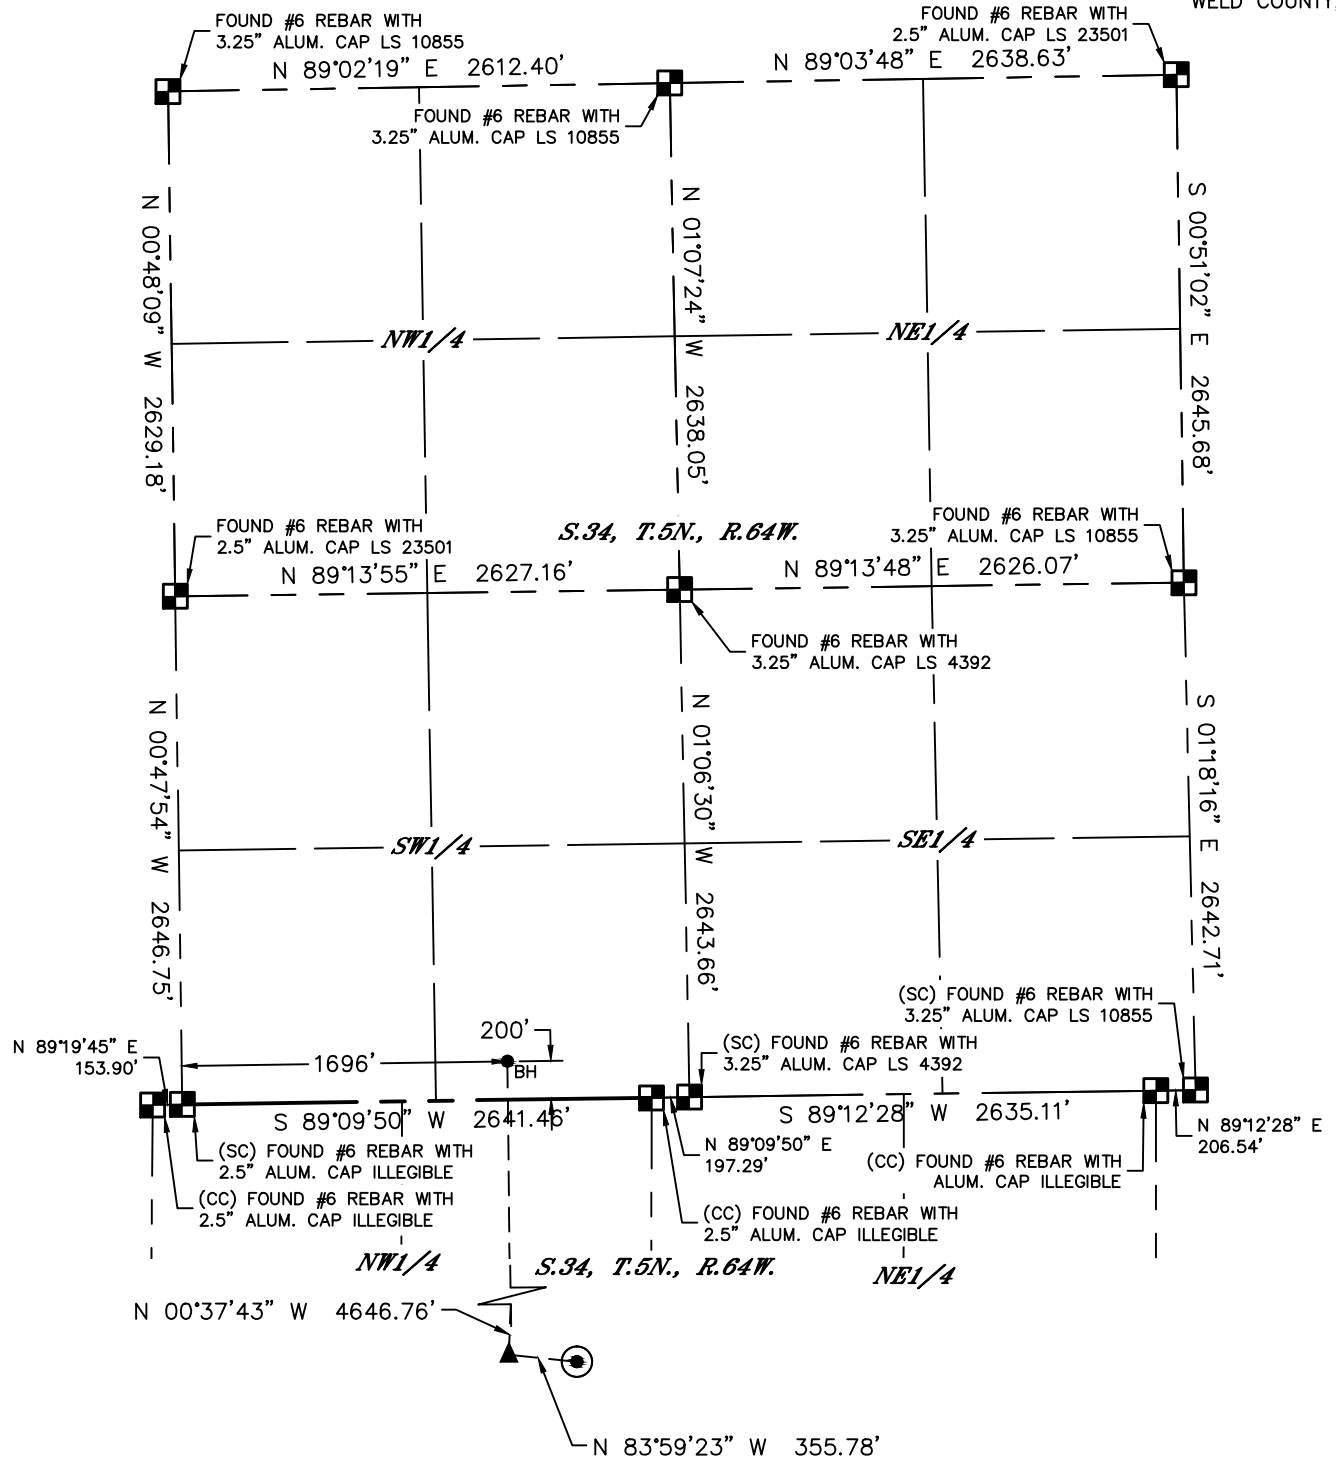 WELD COUNTY,
FOUND #6 REBAR WITH
3.25" ALUM. CAP LS 10855
N 89°02'19" E 2612.40'
FOUND #6 REBAR WITH
2.5" ALUM. CAP LS 23501
N 89°03'48" E 2638.63'
FOUND #6 REBAR WITH
3.25" ALUM. CAP LS 10855
N 00°48'09" W 2629.18'
N 01°07'24" W 2638.05'
S 00°51'02" E 2645.68'
NW1/4
NE1/4
FOUND #6 REBAR WITH
2.5" ALUM. CAP LS 23501
S.34, T.5N., R.64W.
FOUND #6 REBAR WITH
3.25" ALUM. CAP LS 10855
N 89°13'55" E 2627.16'
N 89°13'48" E 2626.07'
FOUND #6 REBAR WITH
3.25" ALUM. CAP LS 4392
N 00°47'54" W 2646.75'
N 01°06'30" W 2643.66'
S 01°18'16" E 2642.71'
SW1/4
SE1/4
(SC) FOUND #6 REBAR WITH
3.25" ALUM. CAP LS 10855
N 89°19'45" E
153.90'
1696'
200'
BH
(SC) FOUND #6 REBAR WITH
3.25" ALUM. CAP LS 4392
S 89°09'50" W 2641.46'
S 89°12'28" W 2635.11'
N 89°12'28" E
206.54'
N 89°09'50" E
197.29'
(SC) FOUND #6 REBAR WITH
2.5" ALUM. CAP ILLEGIBLE
(CC) FOUND #6 REBAR WITH
ALUM. CAP ILLEGIBLE
(CC) FOUND #6 REBAR WITH
2.5" ALUM. CAP ILLEGIBLE
(CC) FOUND #6 REBAR WITH
2.5" ALUM. CAP ILLEGIBLE
NW1/4
S.34, T.5N., R.64W.
NE1/4
N 00°37'43" W 4646.76'
N 83°59'23" W 355.78'